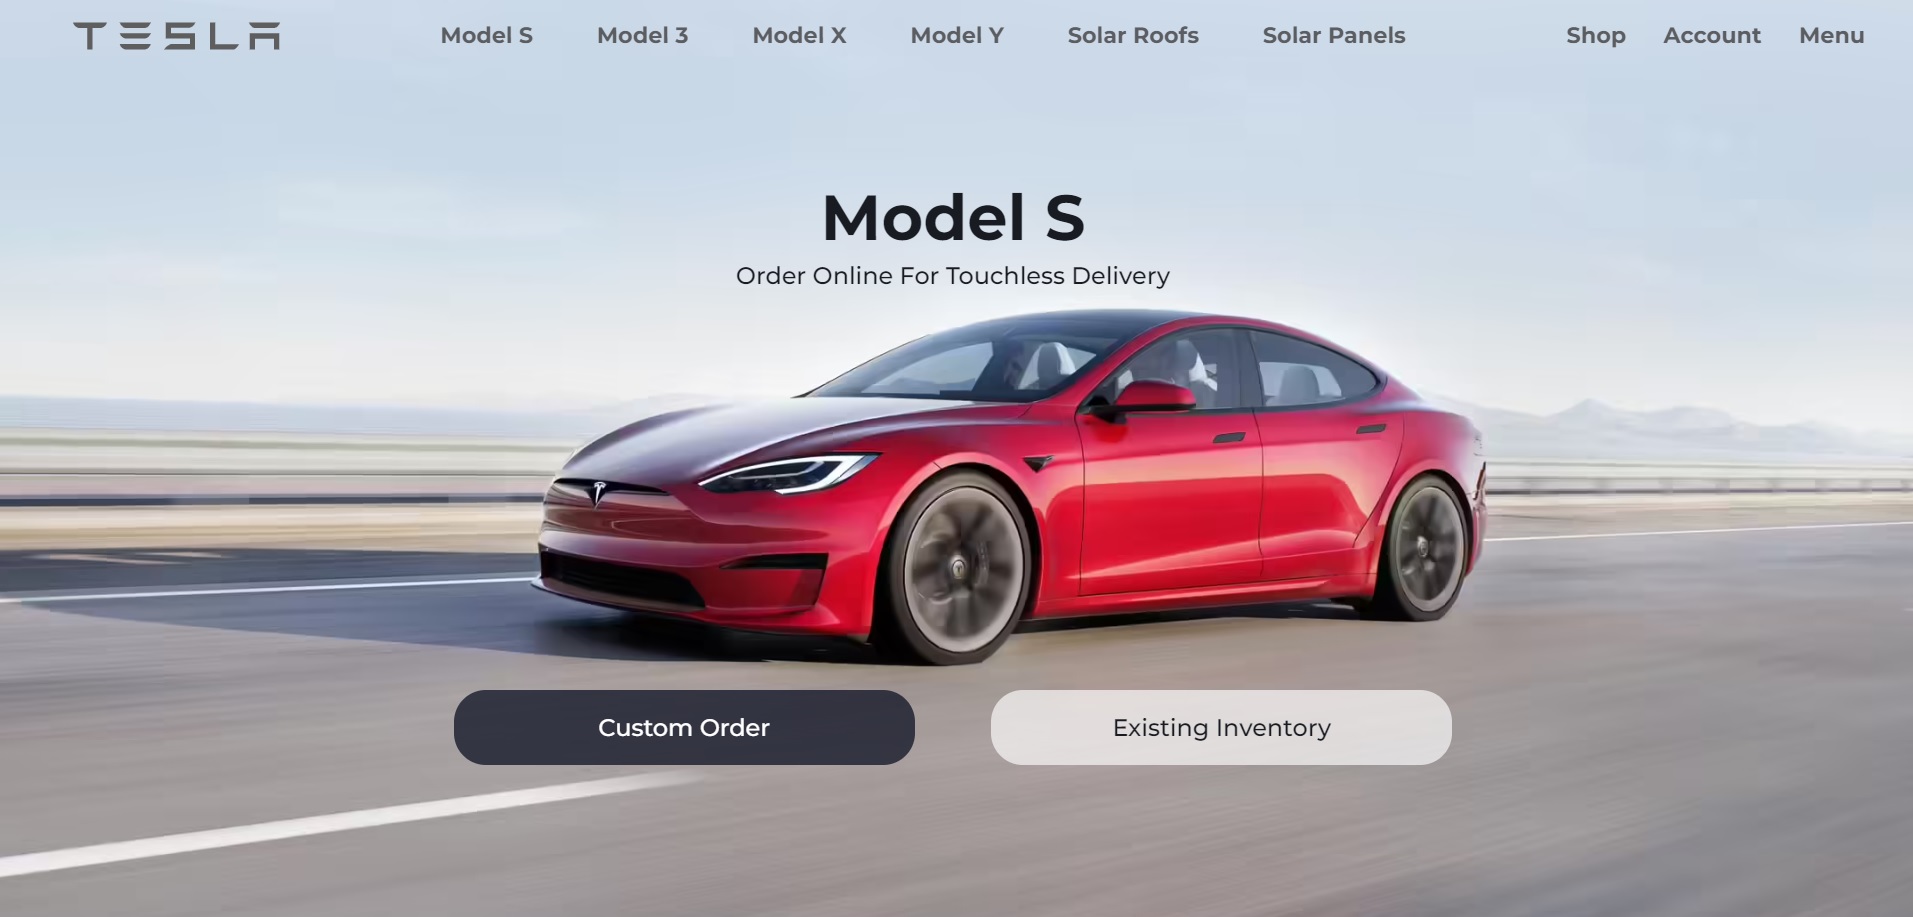 TESLA Model S Model 3 Model X Model Y Solar Roofs Solar Panels Shop Account Menu
Model S
Order Online For Touchless Delivery
Custom Order Existing Inventory